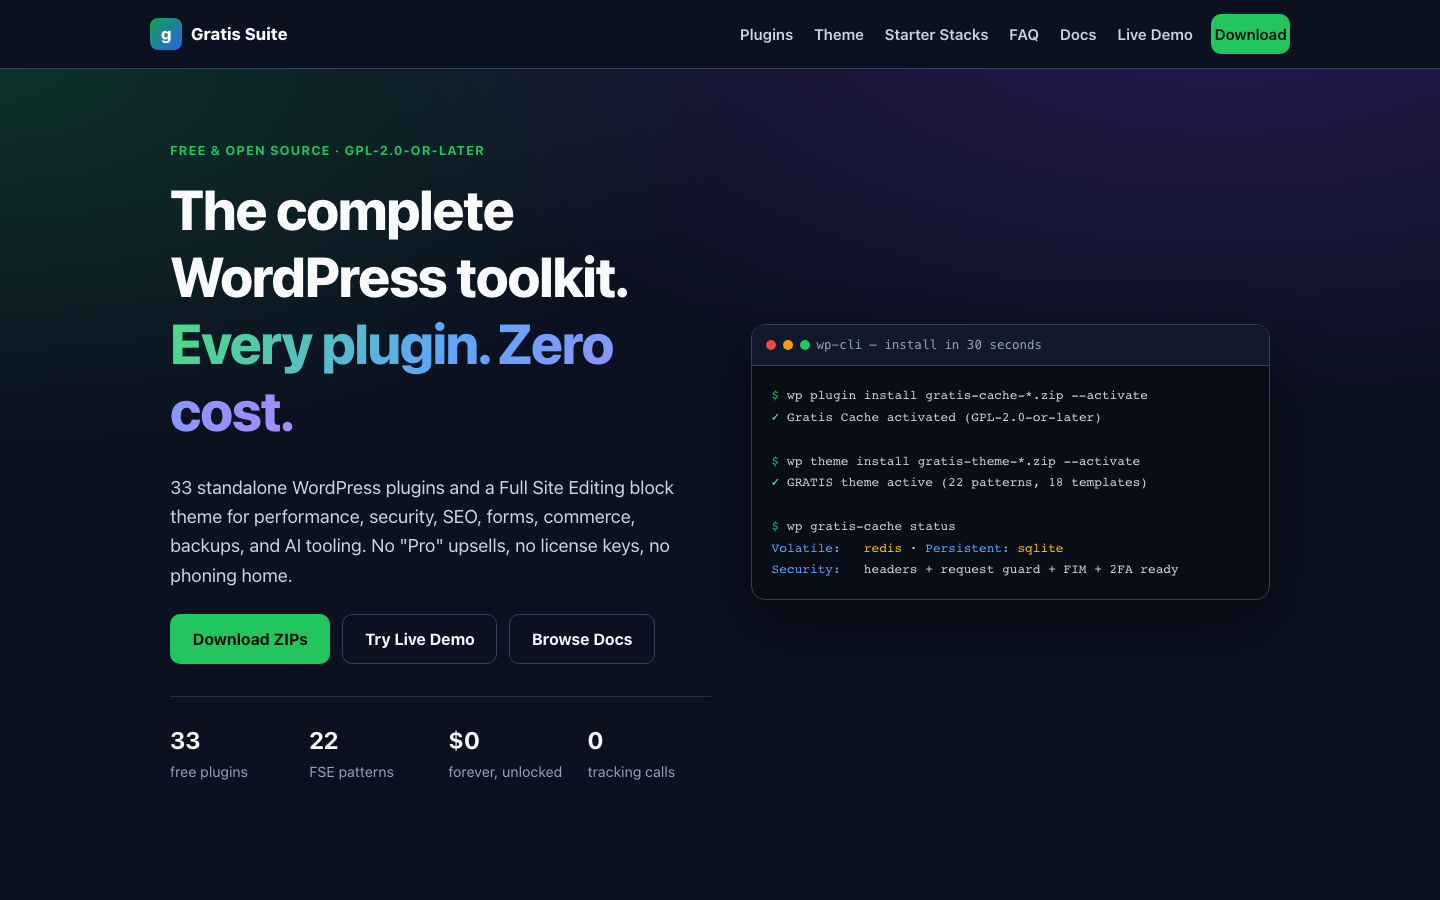 g Gratis Suite
Plugins Theme Starter Stacks FAQ Docs Live Demo Download
FREE & OPEN SOURCE · GPL-2.0-OR-LATER
The complete
WordPress toolkit.
Every plugin. Zero
cost.
33 standalone WordPress plugins and a Full Site Editing block
theme for performance, security, SEO, forms, commerce,
backups, and AI tooling. No "Pro" upsells, no license keys, no
phoning home.
Download ZIPs Try Live Demo Browse Docs
33 22 $0 0
free plugins FSE patterns forever, unlocked tracking calls
wp-cli — install in 30 seconds
$ wp plugin install gratis-cache-*.zip --activate
✓ Gratis Cache activated (GPL-2.0-or-later)
$ wp theme install gratis-theme-*.zip --activate
✓ GRATIS theme active (22 patterns, 18 templates)
$ wp gratis-cache status
Volatile: redis · Persistent: sqlite
Security: headers + request guard + FIM + 2FA ready